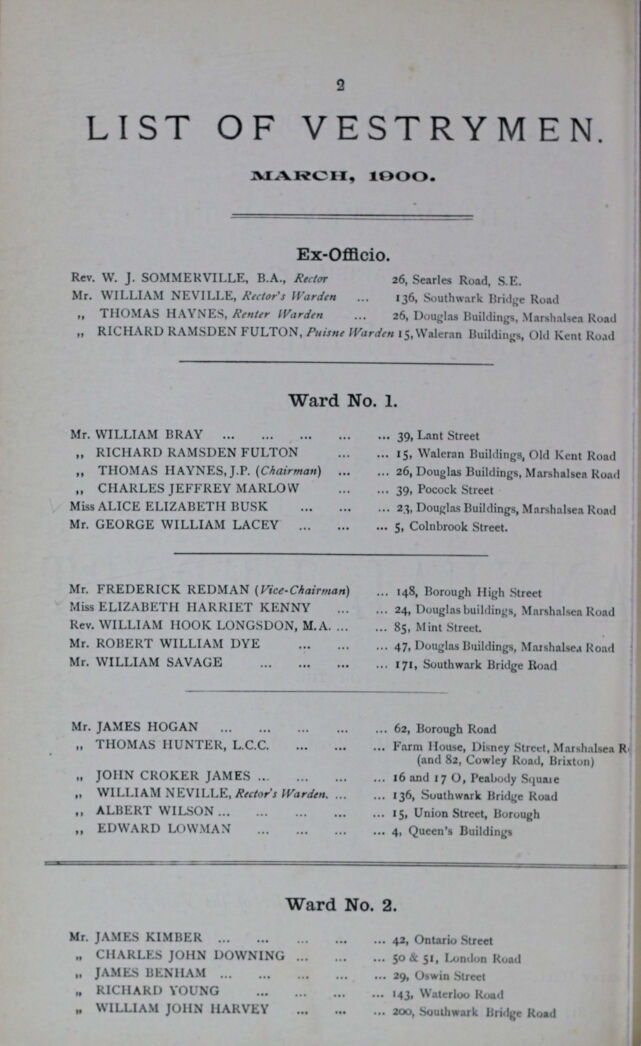 2
LIST OF VESTRYMEN.
MARCH, 1900.
Ex-Officio.
Rev. W. J. SOMMERVILLE, B.A., Rector 26, Searles Road, S.E.
Mr. WILLIAM NEVILLE, Rector's Warden ... 136, Southwark Bridge Road
„ THOMAS HAYNES, Renter Warden ... 26, Douglas Buildings, Marshalsea Road
„ RICHARD RAMSDEN FULTON, Puisne Warden 15, Waleran Buildings, Old Kent Road
Ward No. 1.
Mr. WILLIAM BRAY ... ... ... ... ... 39, Lant Street
„ RICHARD RAMSDEN FULTON ... ... 15, Waleran Buildings, Old Kent Road
„ THOMAS HAYNES, J.P. (Chairman) ... ... 26, Douglas Buildings, Marshalsea Road
„ CHARLES JEFFREY MARLOW ... ... 39, Pocock Street
Miss ALICE ELIZABETH BUSK ... ... ... 23, Douglas Buildings, Marshalsea Road
Mr. GEORGE WILLIAM LACEY ... ... ... 5, Colnbrook Street.
Mr. FREDERICK REDMAN (Vice-Chairman) ... 148, Borough High Street
Miss ELIZABETH HARRIET KENNY ... ... 24, Douglas buildings, Marshalsea Road
Rev. WILLIAM HOOK LONGSDON, M.A. ... ... 85, Mint Street.
Mr. ROBERT WILLIAM DYE ... ... ... 47, Douglas Buildings, Marshalsea Road
Mr. WILLIAM SAVAGE ... ... ... ... 171, Southwark Bridge Road
Mr. JAMES HOGAN ... ... ... ... ... 62, Borough Road
„ THOMAS HUNTER, L.C.C. ... ... ... Farm House, Disney Street, Marshalsea R
(and 82, Cowley Road, Brixton)
„ JOHN CROKER JAMES ... ... ... ... 16 and 17 O, Peabody Square
„ WILLIAM NEVILLE, Rector's Warden. ... ... 136, Southwark Bridge Road
„ ALBERT WILSON ... ... ... ... ... 15, Union Street, Borough
„ EDWARD LOWMAN ... ... ... ... 4, Queen's Buildings
Ward No. 2.
Mr. JAMES KIMBER ... ... ... ... ... 42, Ontario Street
„ CHARLES JOHN DOWNING ... ... ... 50 & 51, London Road
„ JAMES BENHAM ... ... ... ... ... 29, Oswin Street
„ RICHARD YOUNG ... ... ... ... 143, Waterloo Road
„ WILLIAM JOHN HARVEY ... ... ... 200, Southwark Bridge Road